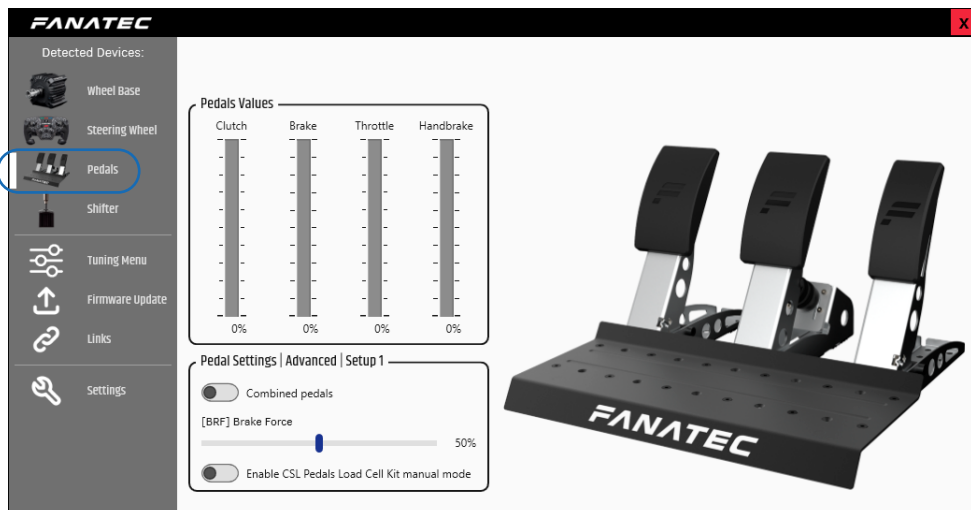 FANATEC
X
Detected Devices:
Wheel Base
Steering Wheel
Pedals
Shifter
Tuning Menu
Firmware Update
Links
Settings
Pedals Values
Clutch Brake Throttle Handbrake
0% 0% 0% 0%
Pedal Settings | Advanced | Setup 1
Combined pedals
[BRF] Brake Force
50%
Enable CSL Pedals Load Cell Kit manual mode
FANATEC